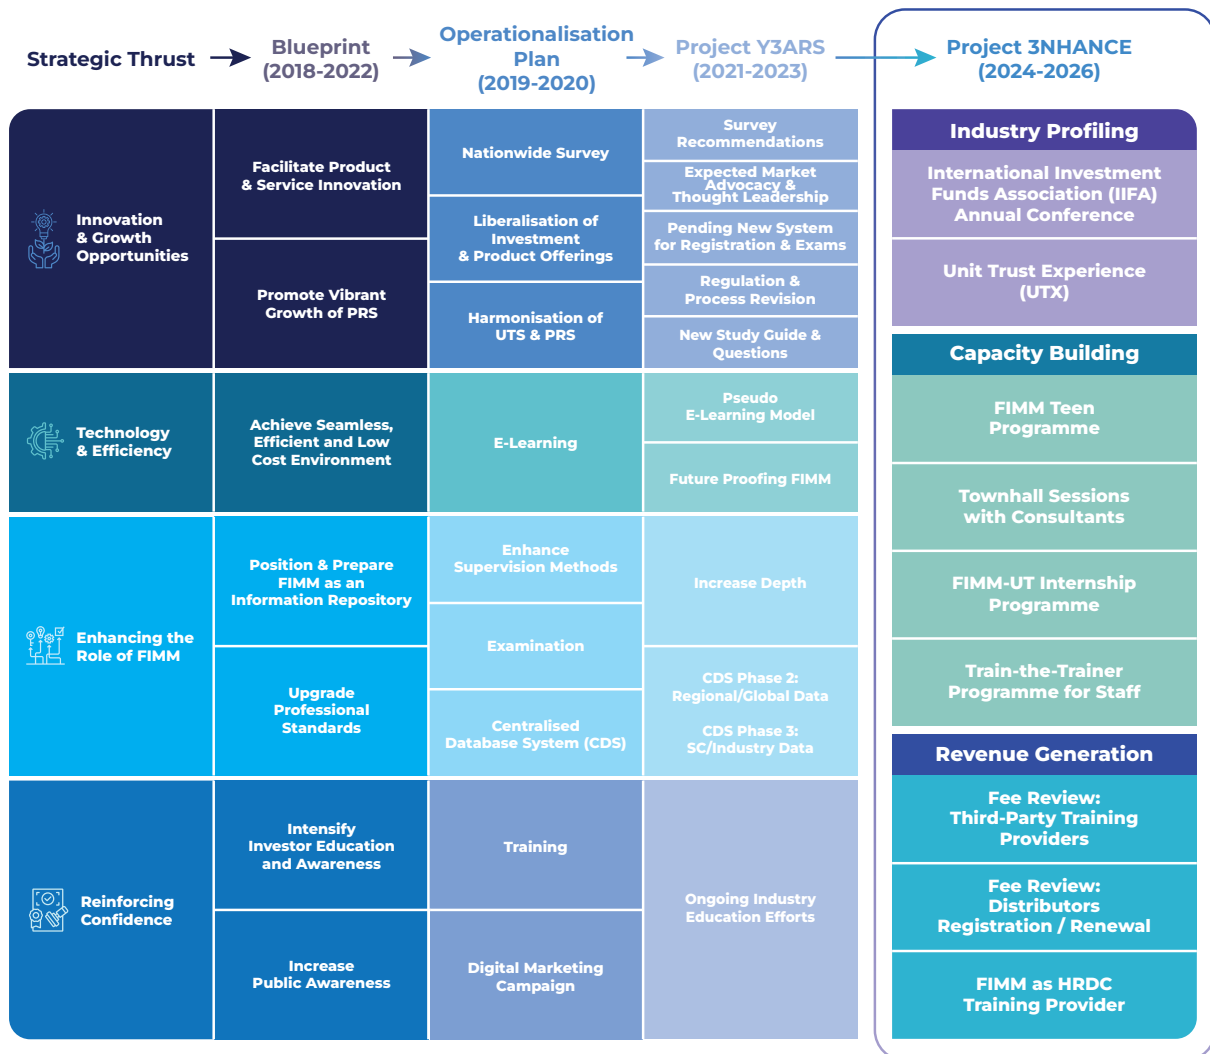 Strategic Thrust
Blueprint
(2018-2022)
Operationalisation
Plan
(2019-2020)
Project Y3ARS
(2021-2023)
Project 3NHANCE
(2024-2026)
Innovation
& Growth
Opportunities
Facilitate Product
& Service Innovation
Promote Vibrant
Growth of PRS
Nationwide Survey
Liberalisation of
Investment
& Product Offerings
Harmonisation of
UTS & PRS
Survey
Recommendations
Expected Market
Advocacy &
Thought Leadership
Pending New System
for Registration & Exams
Regulation &
Process Revision
New Study Guide &
Questions
Technology
& Efficiency
Achieve Seamless,
Efficient and Low
Cost Environment
E-Learning
Pseudo
E-Learning Model
Future Proofing FIMM
Enhancing the
Role of FIMM
Position & Prepare
FIMM as an
Information Repository
Upgrade
Professional
Standards
Enhance
Supervision Methods
Examination
Centralised
Database System (CDS)
Increase Depth
CDS Phase 2:
Regional/Global Data
CDS Phase 3:
SC/Industry Data
Reinforcing
Confidence
Intensify
Investor Education
and Awareness
Increase
Public Awareness
Training
Digital Marketing
Campaign
Ongoing Industry
Education Efforts
Industry Profiling
International Investment
Funds Association (IIFA)
Annual Conference
Unit Trust Experience
(UTX)
Capacity Building
FIMM Teen
Programme
Townhall Sessions
with Consultants
FIMM-UT Internship
Programme
Train-the-Trainer
Programme for Staff
Revenue Generation
Fee Review:
Third-Party Training
Providers
Fee Review:
Distributors
Registration / Renewal
FIMM as HRDC
Training Provider